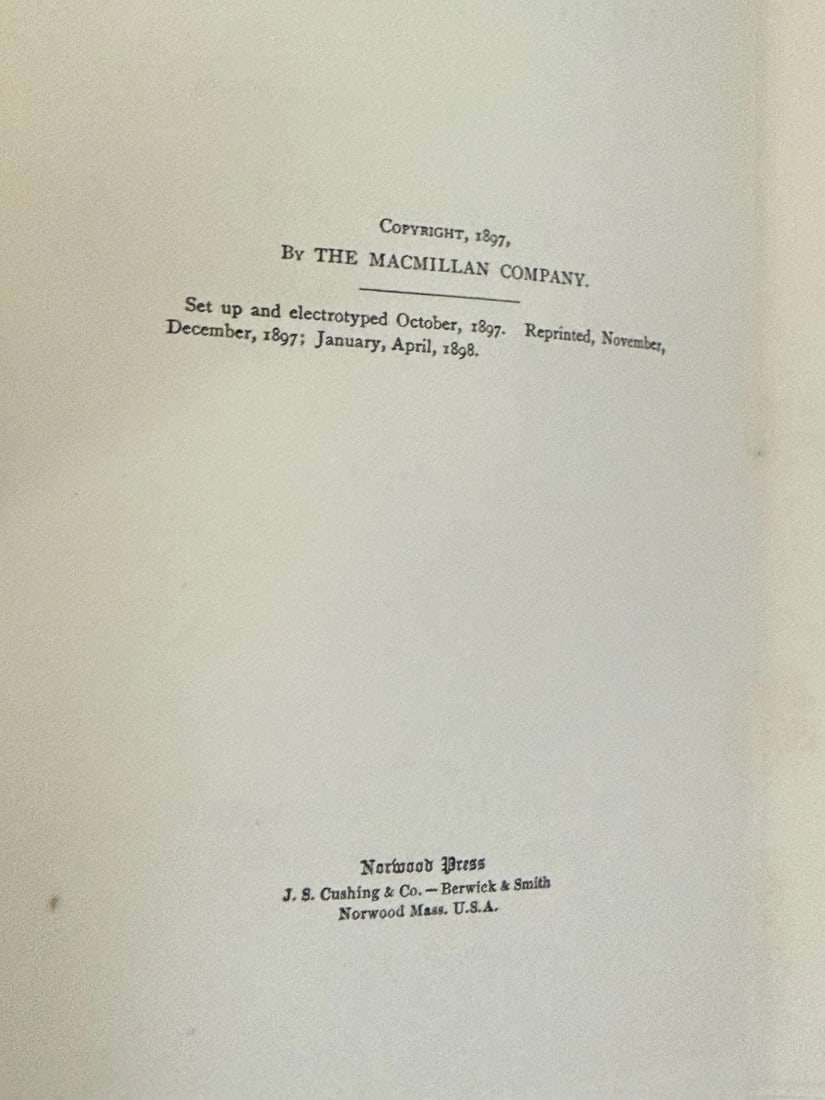 COPYRIGHT, 1897,
BY THE MACMILLAN COMPANY.
Set up and electrotyped October, 1897. Reprinted, November,
December, 1897; January, April, 1898.
Norwood Press
J. S. Cushing & Co. — Berwick & Smith
Norwood Mass. U.S.A.